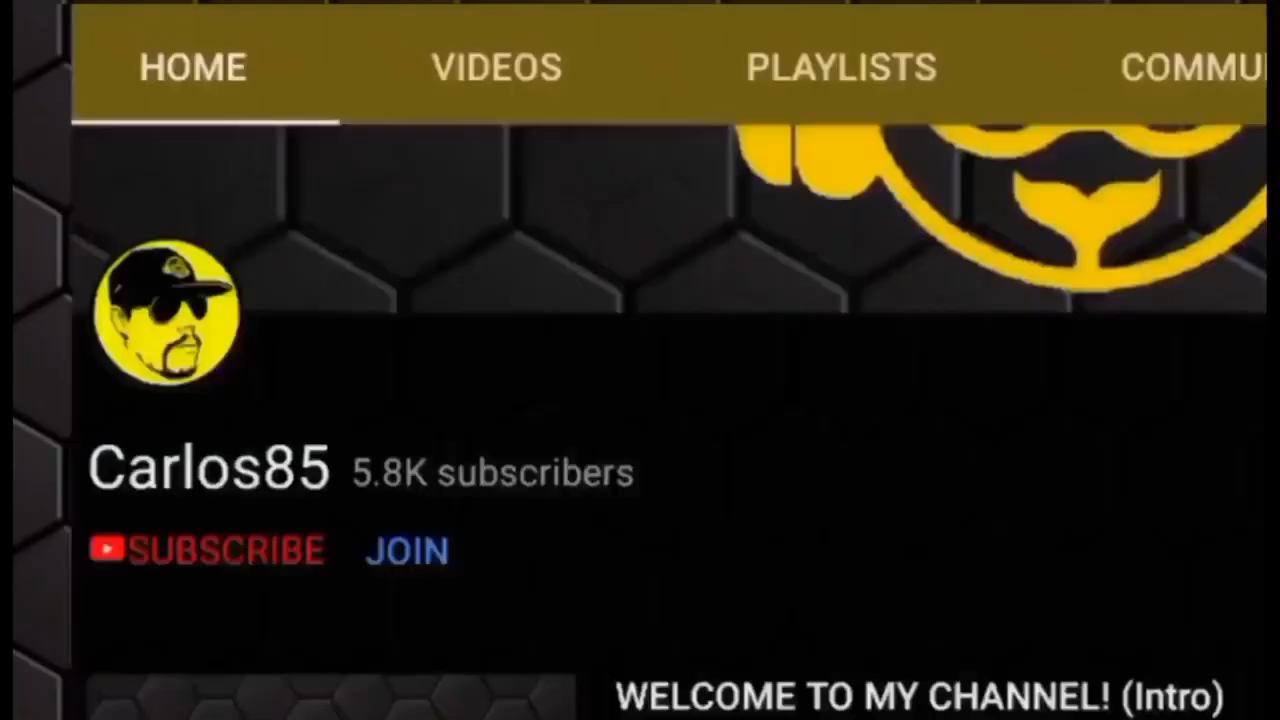 HOME VIDEOS PLAYLISTS COMMU
Carlos85 5.8K subscribers
SUBSCRIBE JOIN
WELCOME TO MY CHANNEL! (Intro)